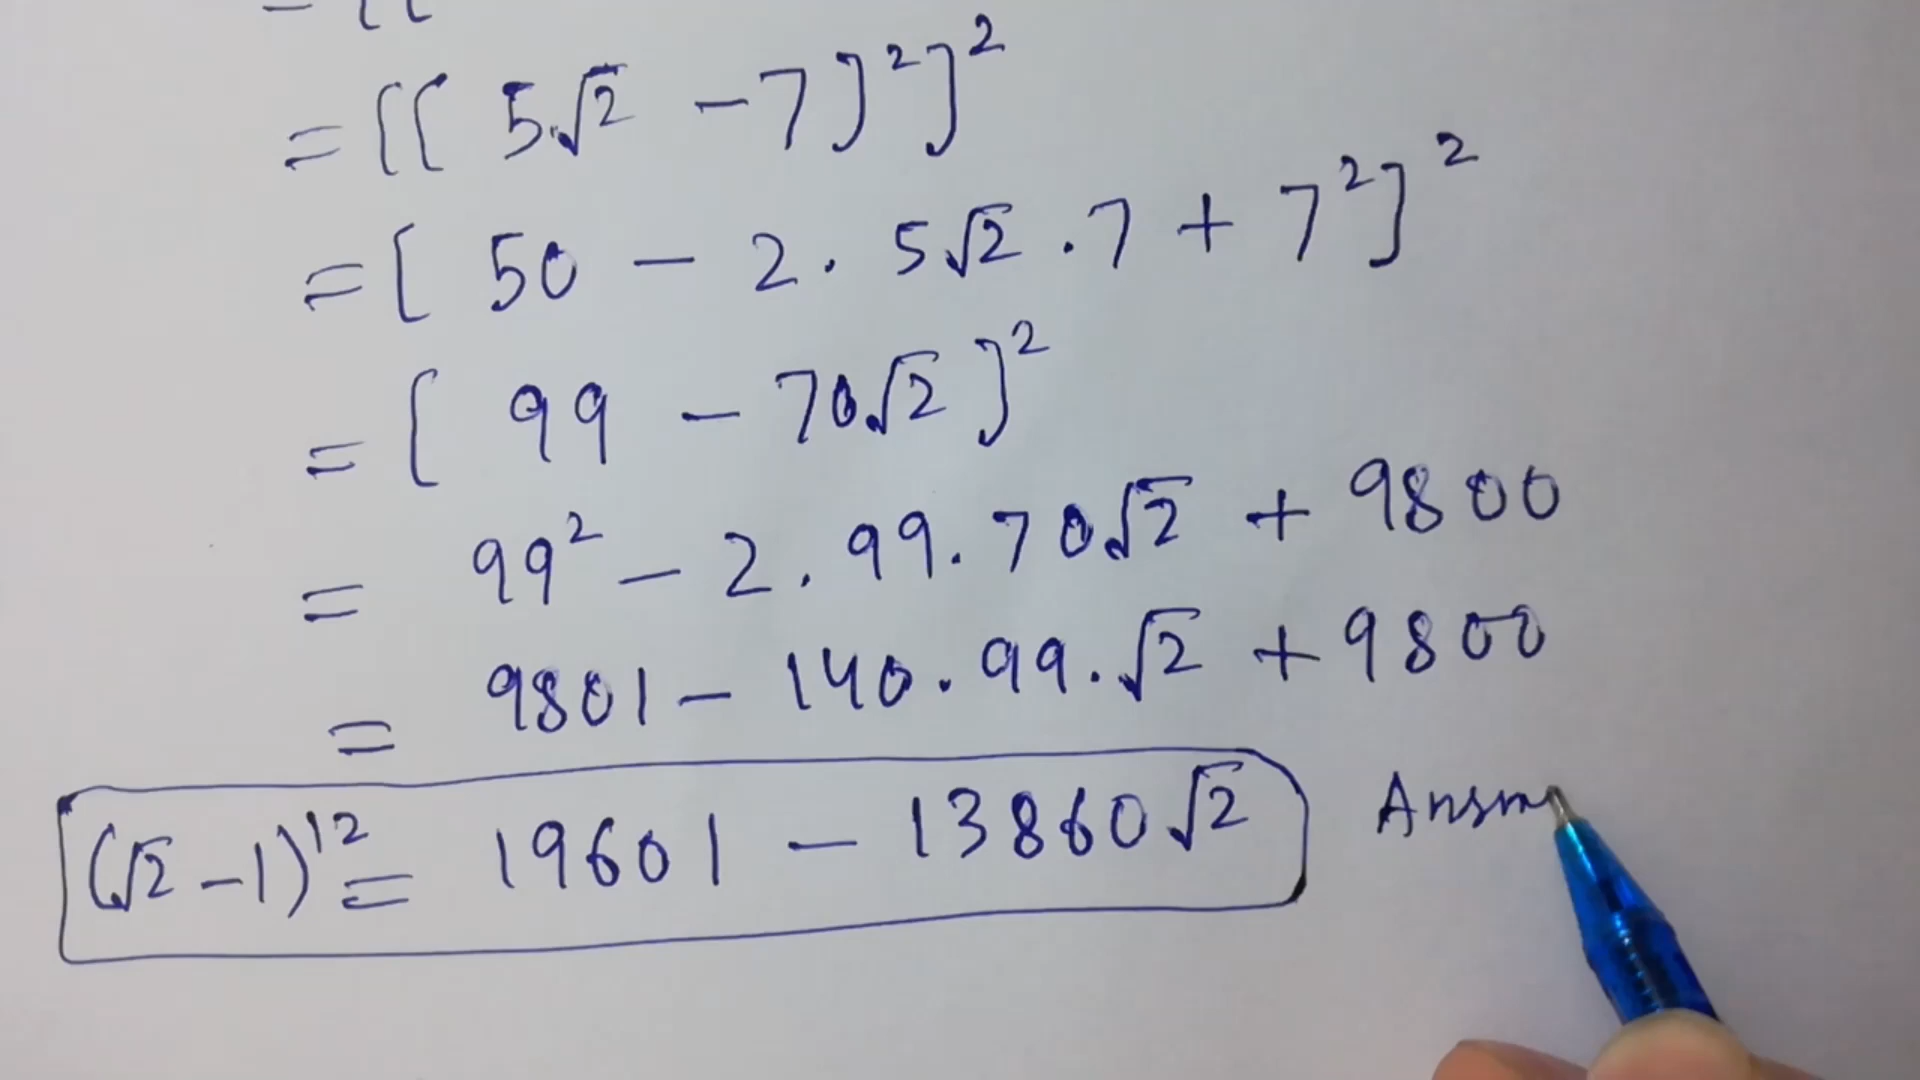 = [[ 5√2 - 7]²]²
= [ 50 - 2. 5√2 .7 + 7²]²
= [ 99 - 70√2 ]²
= 99² - 2.99.70√2 + 9800
= 9801 - 140.99.√2 + 9800
(√2 - 1)¹² = 19601 - 13860√2 Answ